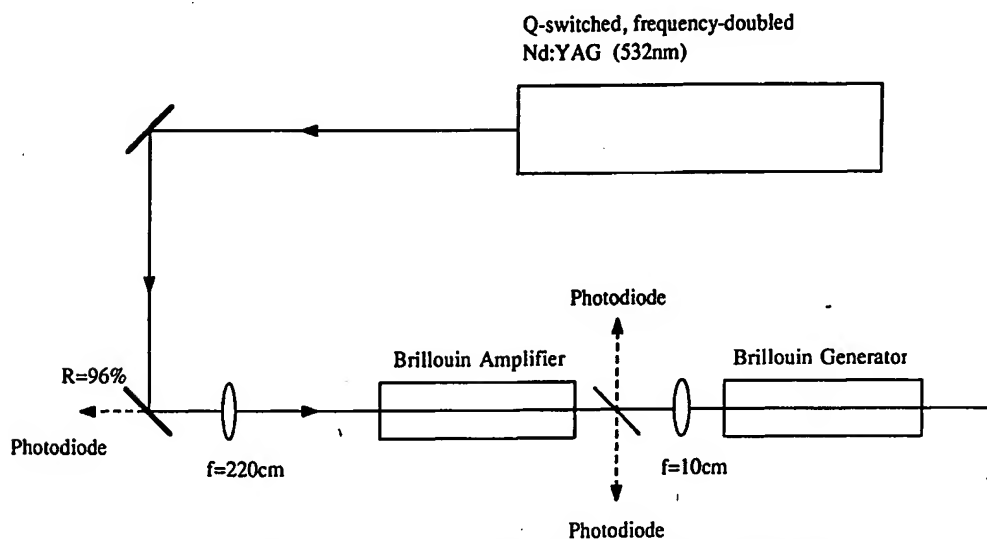 Q-switched, frequency-doubled
Nd:YAG (532nm)
Photodiode
Brillouin Amplifier
Brillouin Generator
R=96%
Photodiode
f=220cm
f=10cm
Photodiode